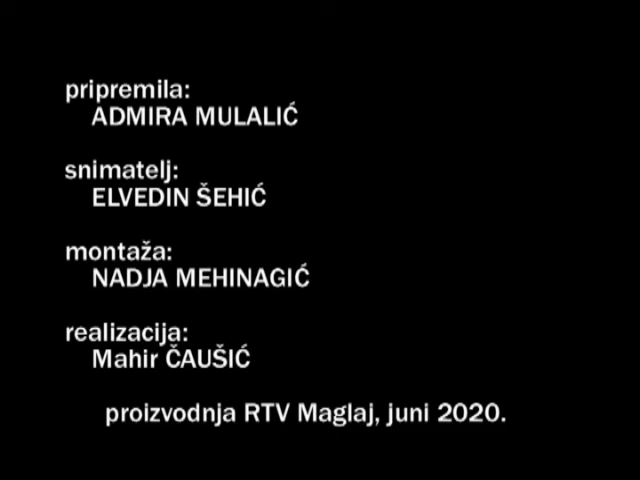 pripremila:
ADMIRA MULALIĆ
snimatelj:
ELVEDIN ŠEHIĆ
montaža:
NADJA MEHINAGIĆ
realizacija:
Mahir ČAUŠIĆ
proizvodnja RTV Maglaj, juni 2020.